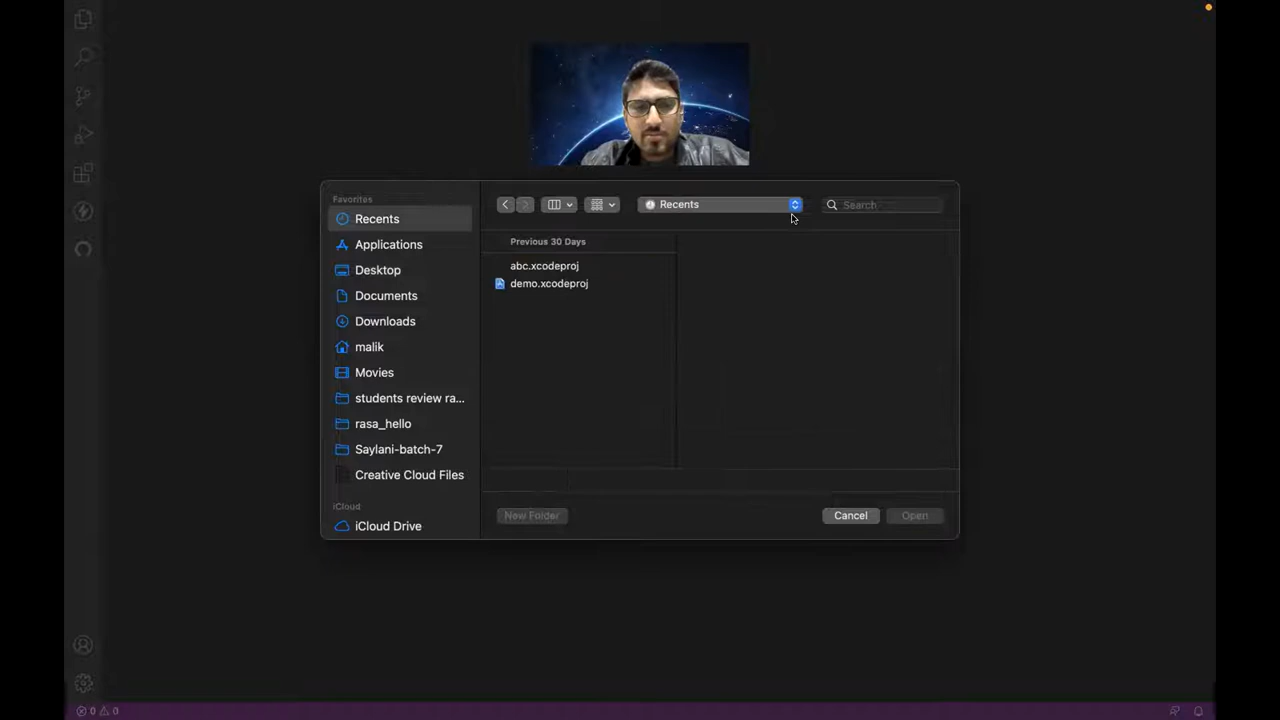 Favorites
Recents
Applications
Desktop
Documents
Downloads
malik
Movies
students review ra...
rasa_hello
Saylani-batch-7
Creative Cloud Files
iCloud
iCloud Drive
Recents
Search
Previous 30 Days
abc.xcodeproj
demo.xcodeproj
New Folder
Cancel
Open
0 0